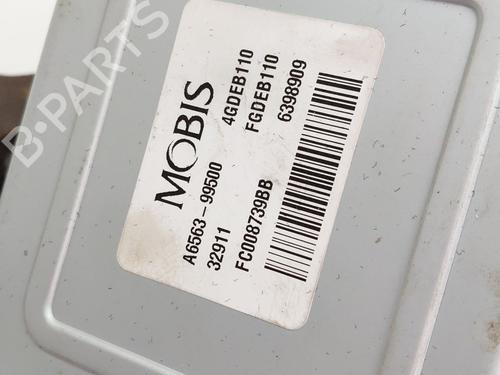 MOBIS
A6563-99500
32911
FC008739BB
4GDEB110
FGDEB110
6398909
B-PARTS